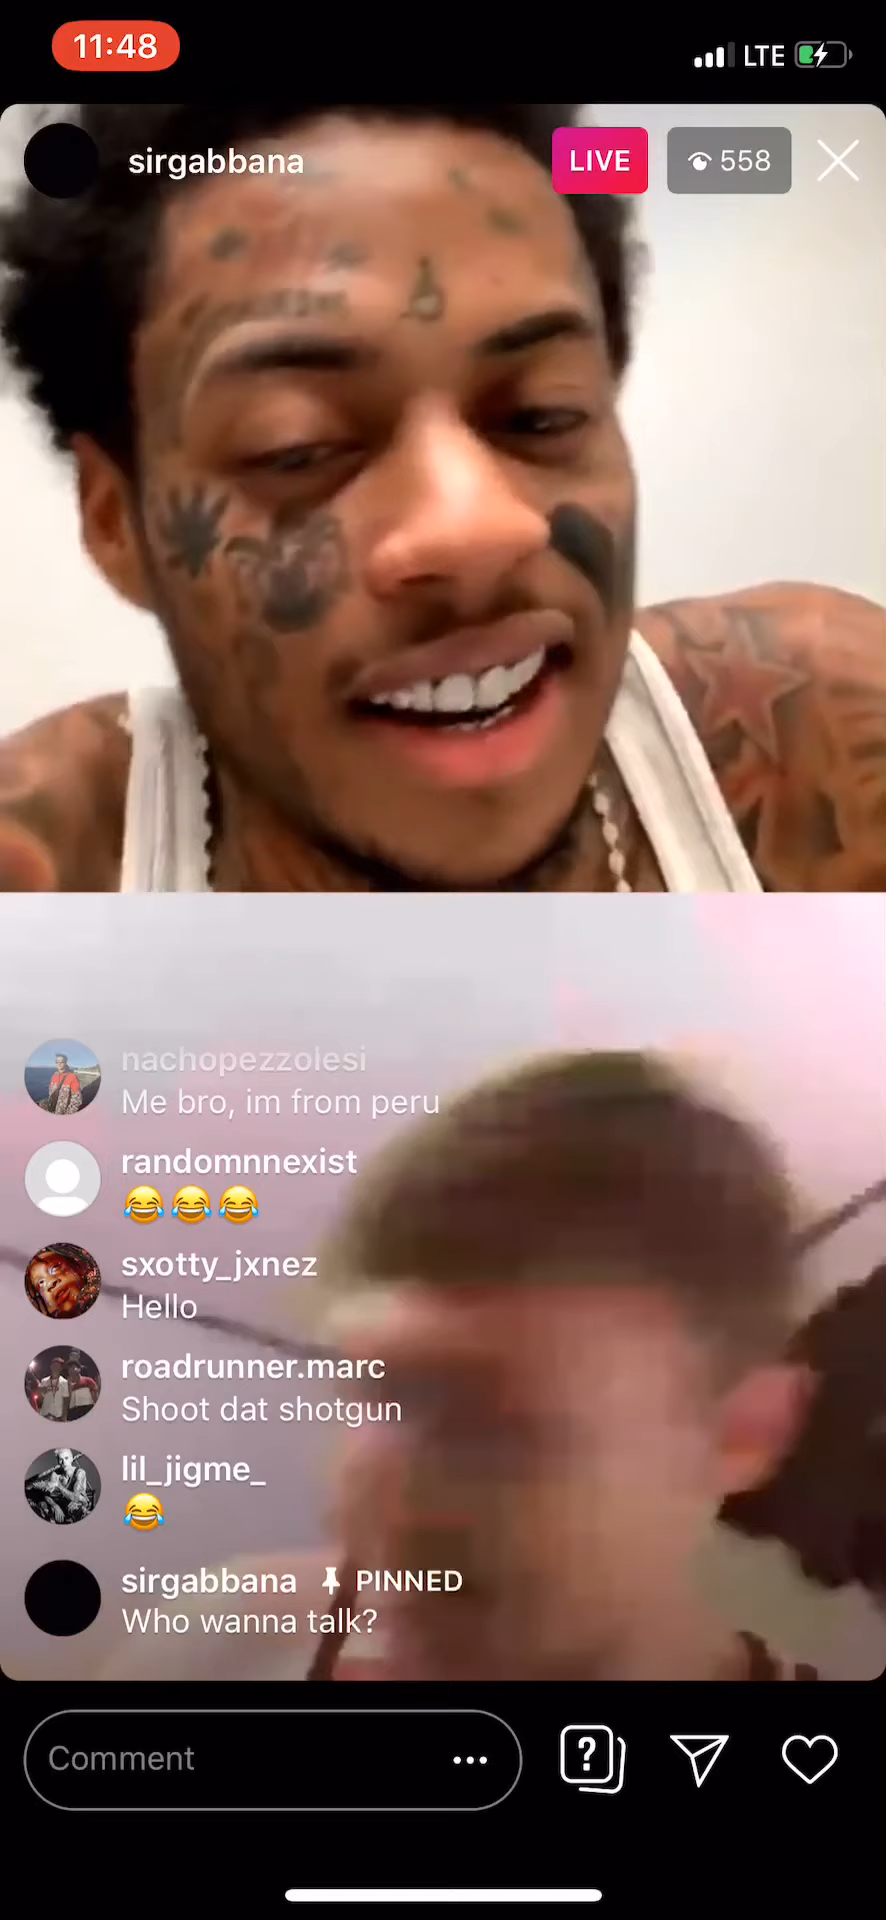 11:48
LTE
sirgabbana
LIVE
558
nachopezzolesi
Me bro, im from peru
randomnnexist
😂😂😂
sxotty_jxnez
Hello
roadrunner.marc
Shoot dat shotgun
lil_jigme_
😂
sirgabbana PINNED
Who wanna talk?
Comment
?